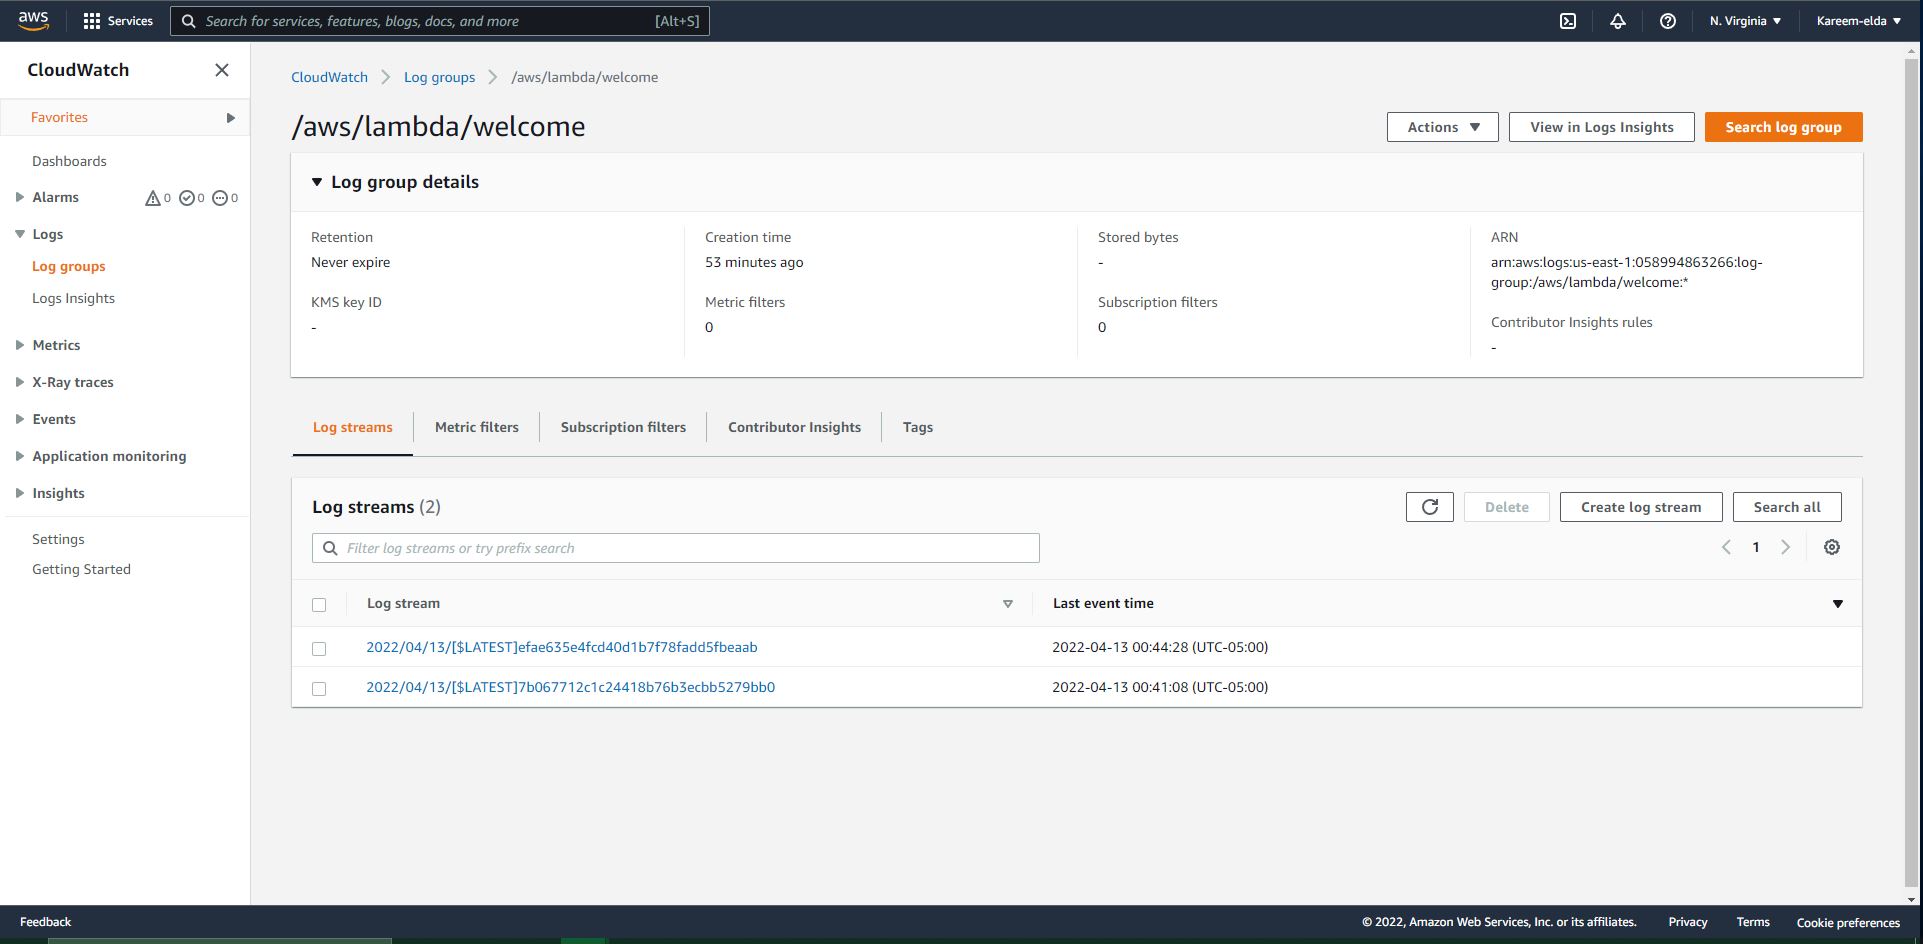 aws
Services
Search for services, features, blogs, docs, and more
[Alt+S]
N. Virginia
Kareem-elda
CloudWatch
Favorites
Dashboards
Alarms
0
0
0
Logs
Log groups
Logs Insights
Metrics
X-Ray traces
Events
Application monitoring
Insights
Settings
Getting Started
CloudWatch
Log groups
/aws/lambda/welcome
/aws/lambda/welcome
Actions
View in Logs Insights
Search log group
Log group details
Retention
Never expire
KMS key ID
-
Creation time
53 minutes ago
Metric filters
0
Stored bytes
-
Subscription filters
0
ARN
arn:aws:logs:us-east-1:058994863266:log-
group:/aws/lambda/welcome:*
Contributor Insights rules
-
Log streams
Metric filters
Subscription filters
Contributor Insights
Tags
Log streams (2)
Delete
Create log stream
Search all
Filter log streams or try prefix search
1
Log stream
Last event time
2022/04/13/[$LATEST]efae635e4fcd40d1b7f78fadd5fbeaab
2022-04-13 00:44:28 (UTC-05:00)
2022/04/13/[$LATEST]7b067712c1c24418b76b3ecbb5279bb0
2022-04-13 00:41:08 (UTC-05:00)
Feedback
© 2022, Amazon Web Services, Inc. or its affiliates.
Privacy
Terms
Cookie preferences